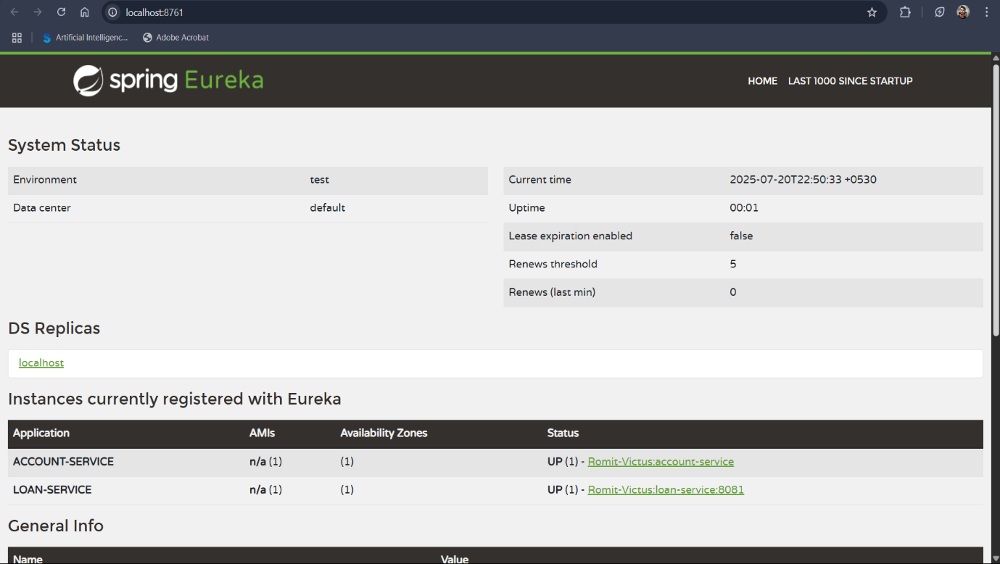 localhost:8761
Artificial Intelligenc...
Adobe Acrobat
spring Eureka
HOME LAST 1000 SINCE STARTUP
System Status
Environment test
Data center default
Current time 2025-07-20T22:50:33 +0530
Uptime 00:01
Lease expiration enabled false
Renews threshold 5
Renews (last min) 0
DS Replicas
localhost
Instances currently registered with Eureka
Application AMIs Availability Zones Status
ACCOUNT-SERVICE n/a (1) (1) UP (1) - Romit-Victus:account-service
LOAN-SERVICE n/a (1) (1) UP (1) - Romit-Victus:loan-service:8081
General Info
Name Value